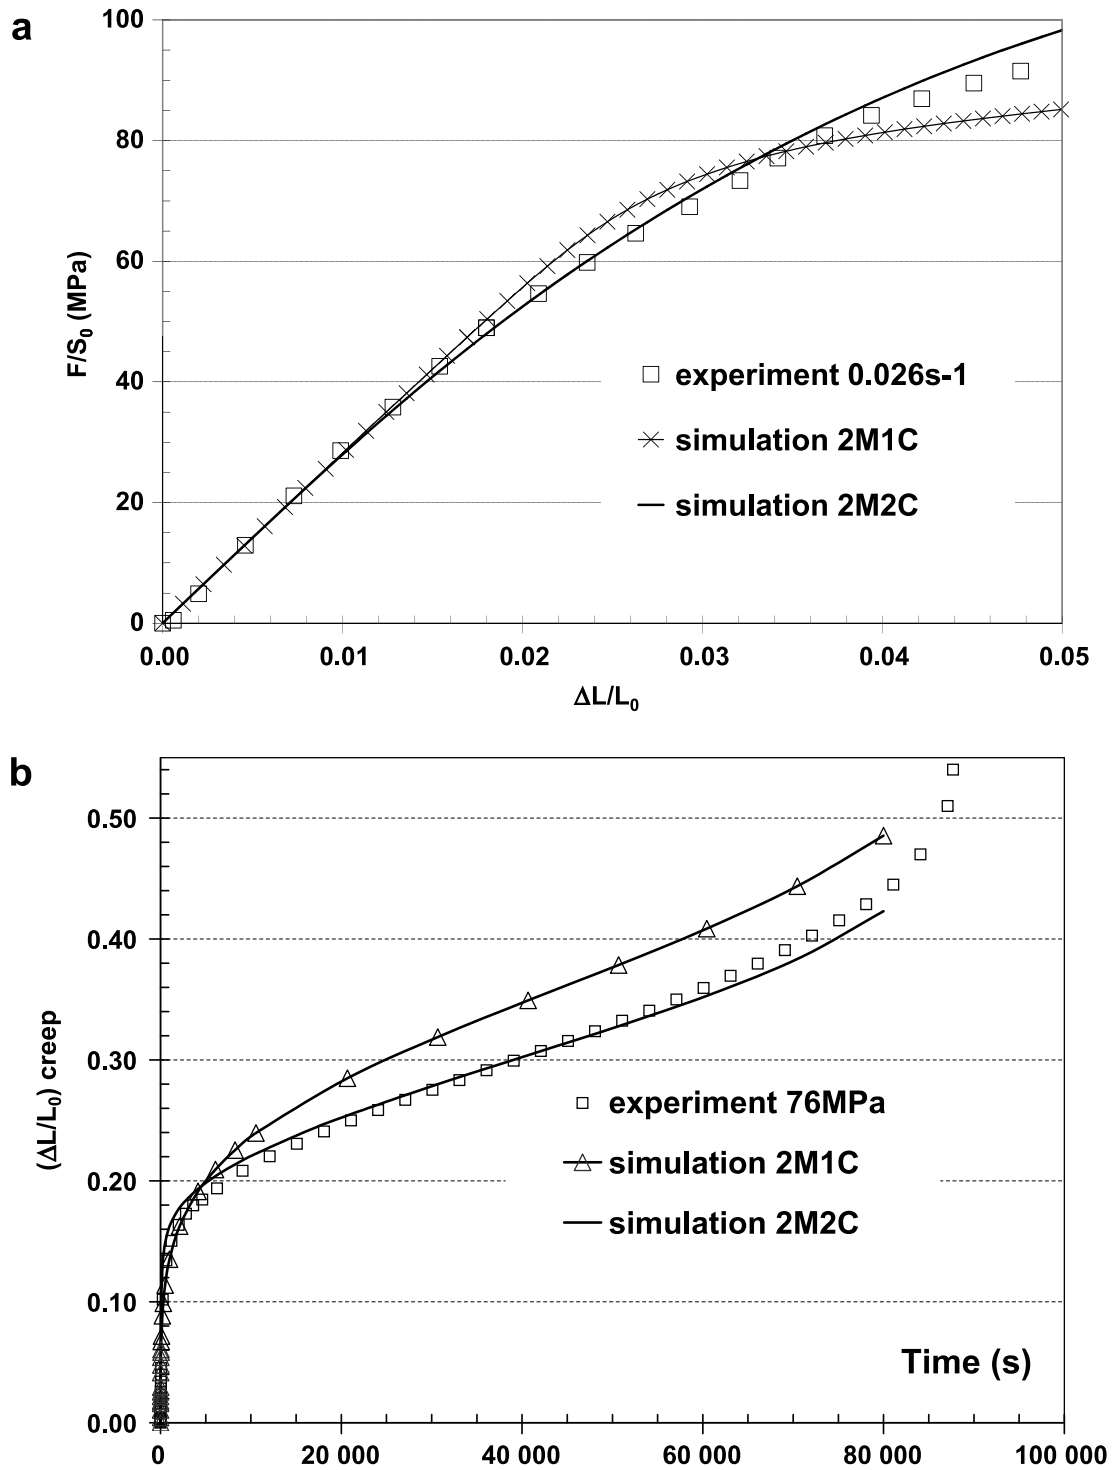 a
100
80
60
40
20
0
F/S0 (MPa)
experiment 0.026s-1
simulation 2M1C
simulation 2M2C
0.00 0.01 0.02 0.03 0.04 0.05
ΔL/L0
b
0.50
0.40
0.30
0.20
0.10
0.00
(ΔL/L0) creep
experiment 76MPa
simulation 2M1C
simulation 2M2C
Time (s)
0 20 000 40 000 60 000 80 000 100 000